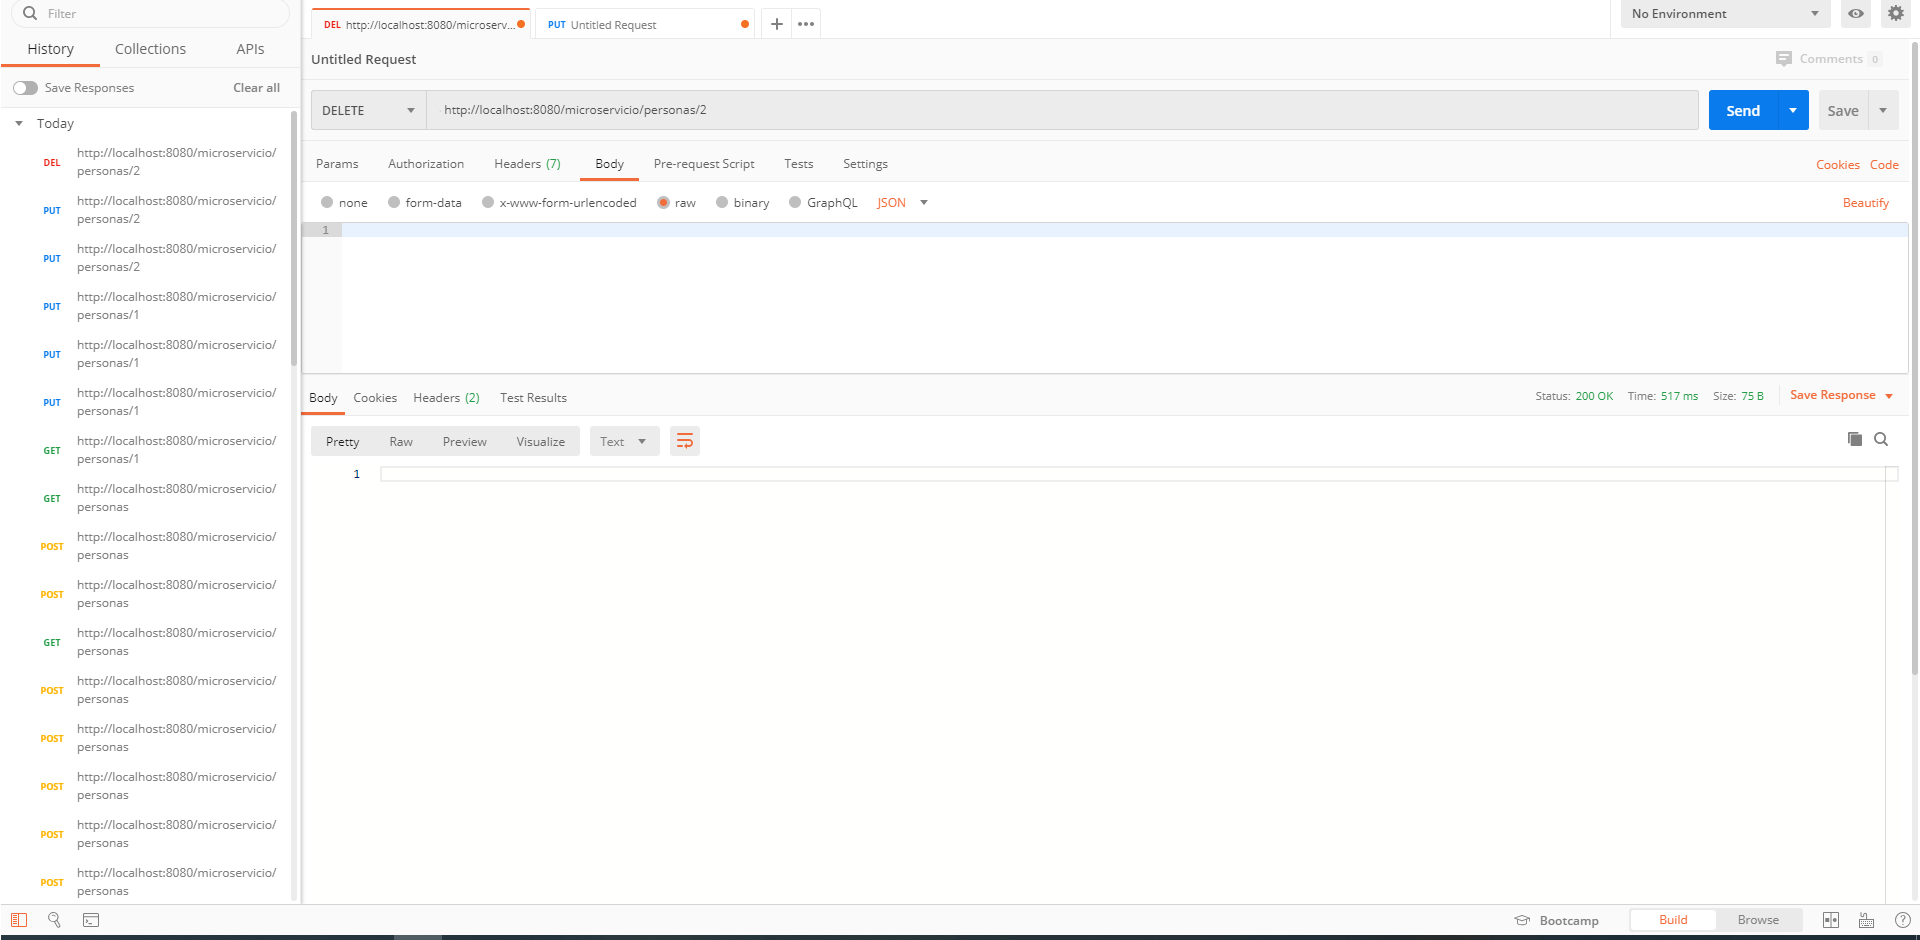 Filter
History Collections APIs
Save Responses Clear all
Today
DEL http://localhost:8080/microservicio/
personas/2
PUT http://localhost:8080/microservicio/
personas/2
PUT http://localhost:8080/microservicio/
personas/2
PUT http://localhost:8080/microservicio/
personas/1
PUT http://localhost:8080/microservicio/
personas/1
PUT http://localhost:8080/microservicio/
personas/1
GET http://localhost:8080/microservicio/
personas/1
GET http://localhost:8080/microservicio/
personas
POST http://localhost:8080/microservicio/
personas
POST http://localhost:8080/microservicio/
personas
GET http://localhost:8080/microservicio/
personas
POST http://localhost:8080/microservicio/
personas
POST http://localhost:8080/microservicio/
personas
POST http://localhost:8080/microservicio/
personas
POST http://localhost:8080/microservicio/
personas
POST http://localhost:8080/microservicio/
personas
DEL http://localhost:8080/microserv... PUT Untitled Request No Environment
Untitled Request Comments 0
DELETE http://localhost:8080/microservicio/personas/2 Send Save
Params Authorization Headers (7) Body Pre-request Script Tests Settings Cookies Code
none form-data x-www-form-urlencoded raw binary GraphQL JSON Beautify
1
Body Cookies Headers (2) Test Results Status: 200 OK Time: 517 ms Size: 75 B Save Response
Pretty Raw Preview Visualize Text
1
Bootcamp Build Browse